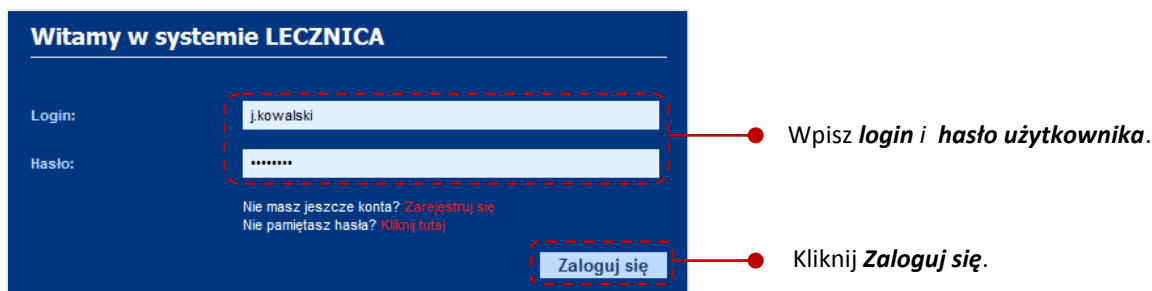 Witamy w systemie LECZNICA
Login:
j.kowalski
Wpisz login i hasło użytkownika.
Hasło:
••••••••
Nie masz jeszcze konta? Zarejestruj się
Nie pamiętasz hasła? Kliknij tutaj
Zaloguj się
Kliknij Zaloguj się.